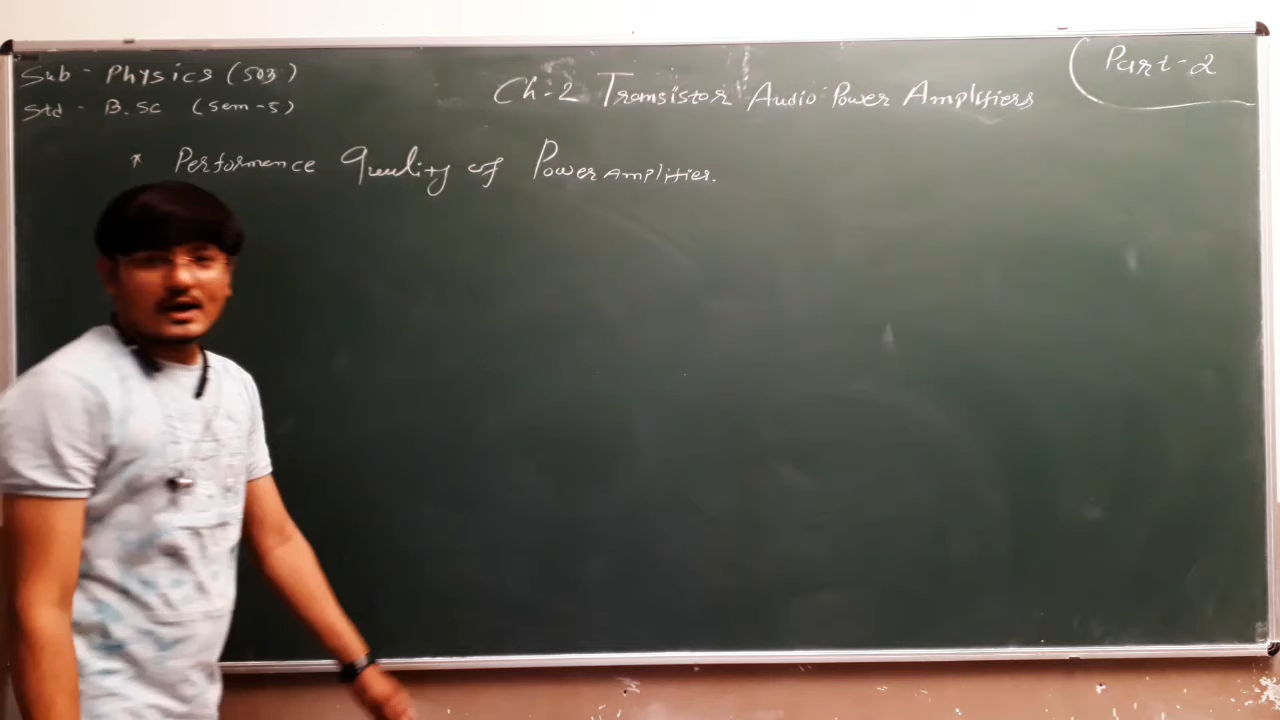 Sub - Physics (503)
Std - B.SC (Sem-5)
Ch-2 Transistor Audio Power Amplifiers
Part-2
* Performence Quality of Power amplifier.